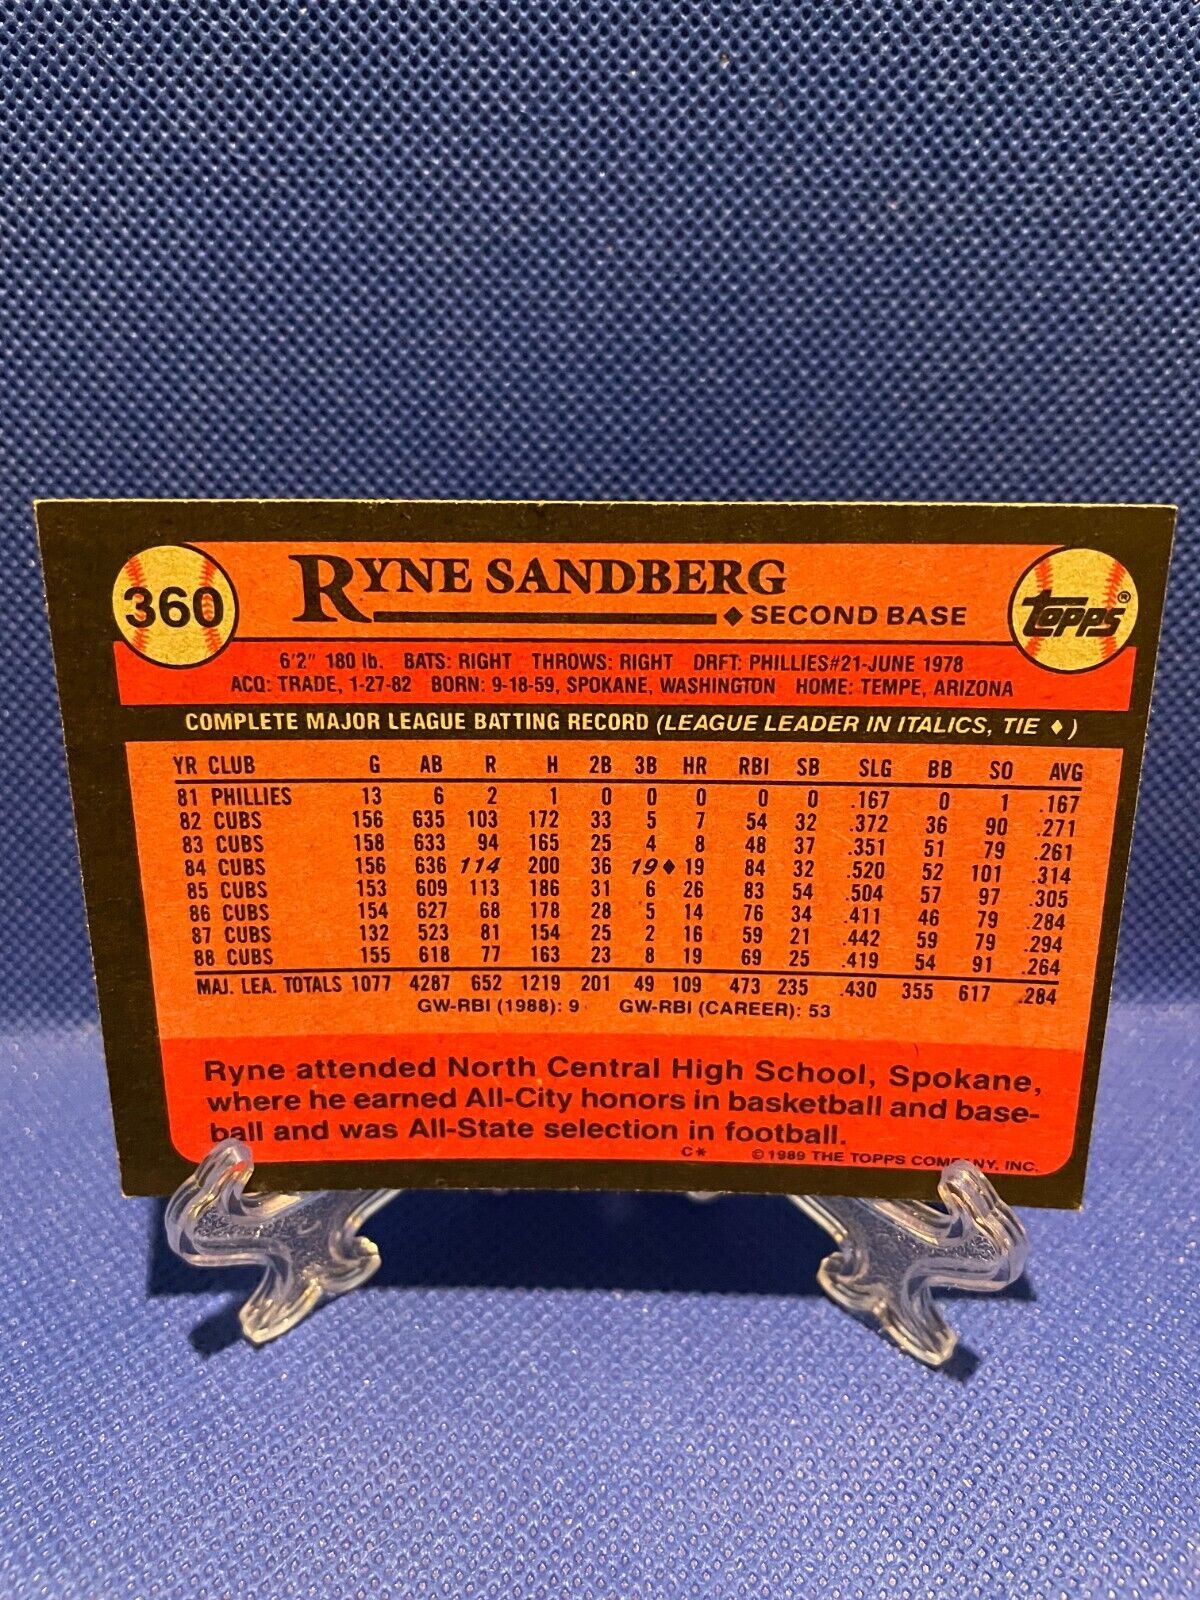 360
RYNE SANDBERG
◆ SECOND BASE
topps®
6'2" 180 lb. BATS: RIGHT THROWS: RIGHT DRFT: PHILLIES#21-JUNE 1978
ACQ: TRADE, 1-27-82 BORN: 9-18-59, SPOKANE, WASHINGTON HOME: TEMPE, ARIZONA
COMPLETE MAJOR LEAGUE BATTING RECORD (LEAGUE LEADER IN ITALICS, TIE ♦)
YR CLUB G AB R H 2B 3B HR RBI SB SLG BB SO AVG
81 PHILLIES 13 6 2 1 0 0 0 0 0 .167 0 1 .167
82 CUBS 156 635 103 172 33 5 7 54 32 .372 36 90 .271
83 CUBS 158 633 94 165 25 4 8 48 37 .351 51 79 .261
84 CUBS 156 636 114 200 36 19♦ 19 84 32 .520 52 101 .314
85 CUBS 153 609 113 186 31 6 26 83 54 .504 57 97 .305
86 CUBS 154 627 68 178 28 5 14 76 34 .411 46 79 .284
87 CUBS 132 523 81 154 25 2 16 59 21 .442 59 79 .294
88 CUBS 155 618 77 163 23 8 19 69 25 .419 54 91 .264
MAJ. LEA. TOTALS 1077 4287 652 1219 201 49 109 473 235 .430 355 617 .284
GW-RBI (1988): 9 GW-RBI (CAREER): 53
Ryne attended North Central High School, Spokane,
where he earned All-City honors in basketball and base-
ball and was All-State selection in football.
C* © 1989 THE TOPPS COMPANY, INC.